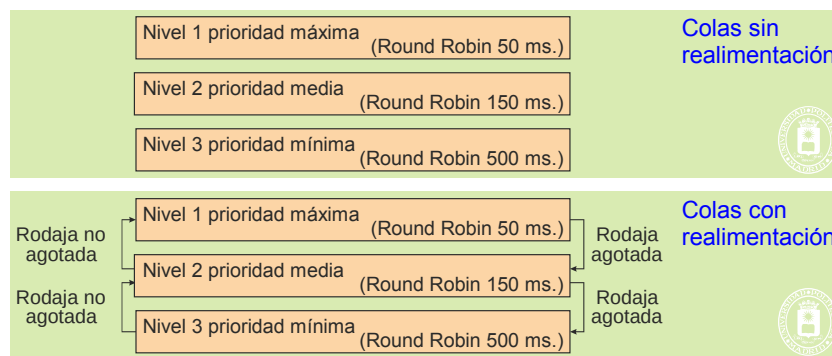 Nivel 1 prioridad máxima
(Round Robin 50 ms.)
Colas sin
realimentación
Nivel 2 prioridad media
(Round Robin 150 ms.)
Nivel 3 prioridad mínima
(Round Robin 500 ms.)
Nivel 1 prioridad máxima
(Round Robin 50 ms.)
Colas con
realimentación
Rodaja no
agotada
Rodaja
agotada
Nivel 2 prioridad media
(Round Robin 150 ms.)
Rodaja no
agotada
Rodaja
agotada
Nivel 3 prioridad mínima
(Round Robin 500 ms.)